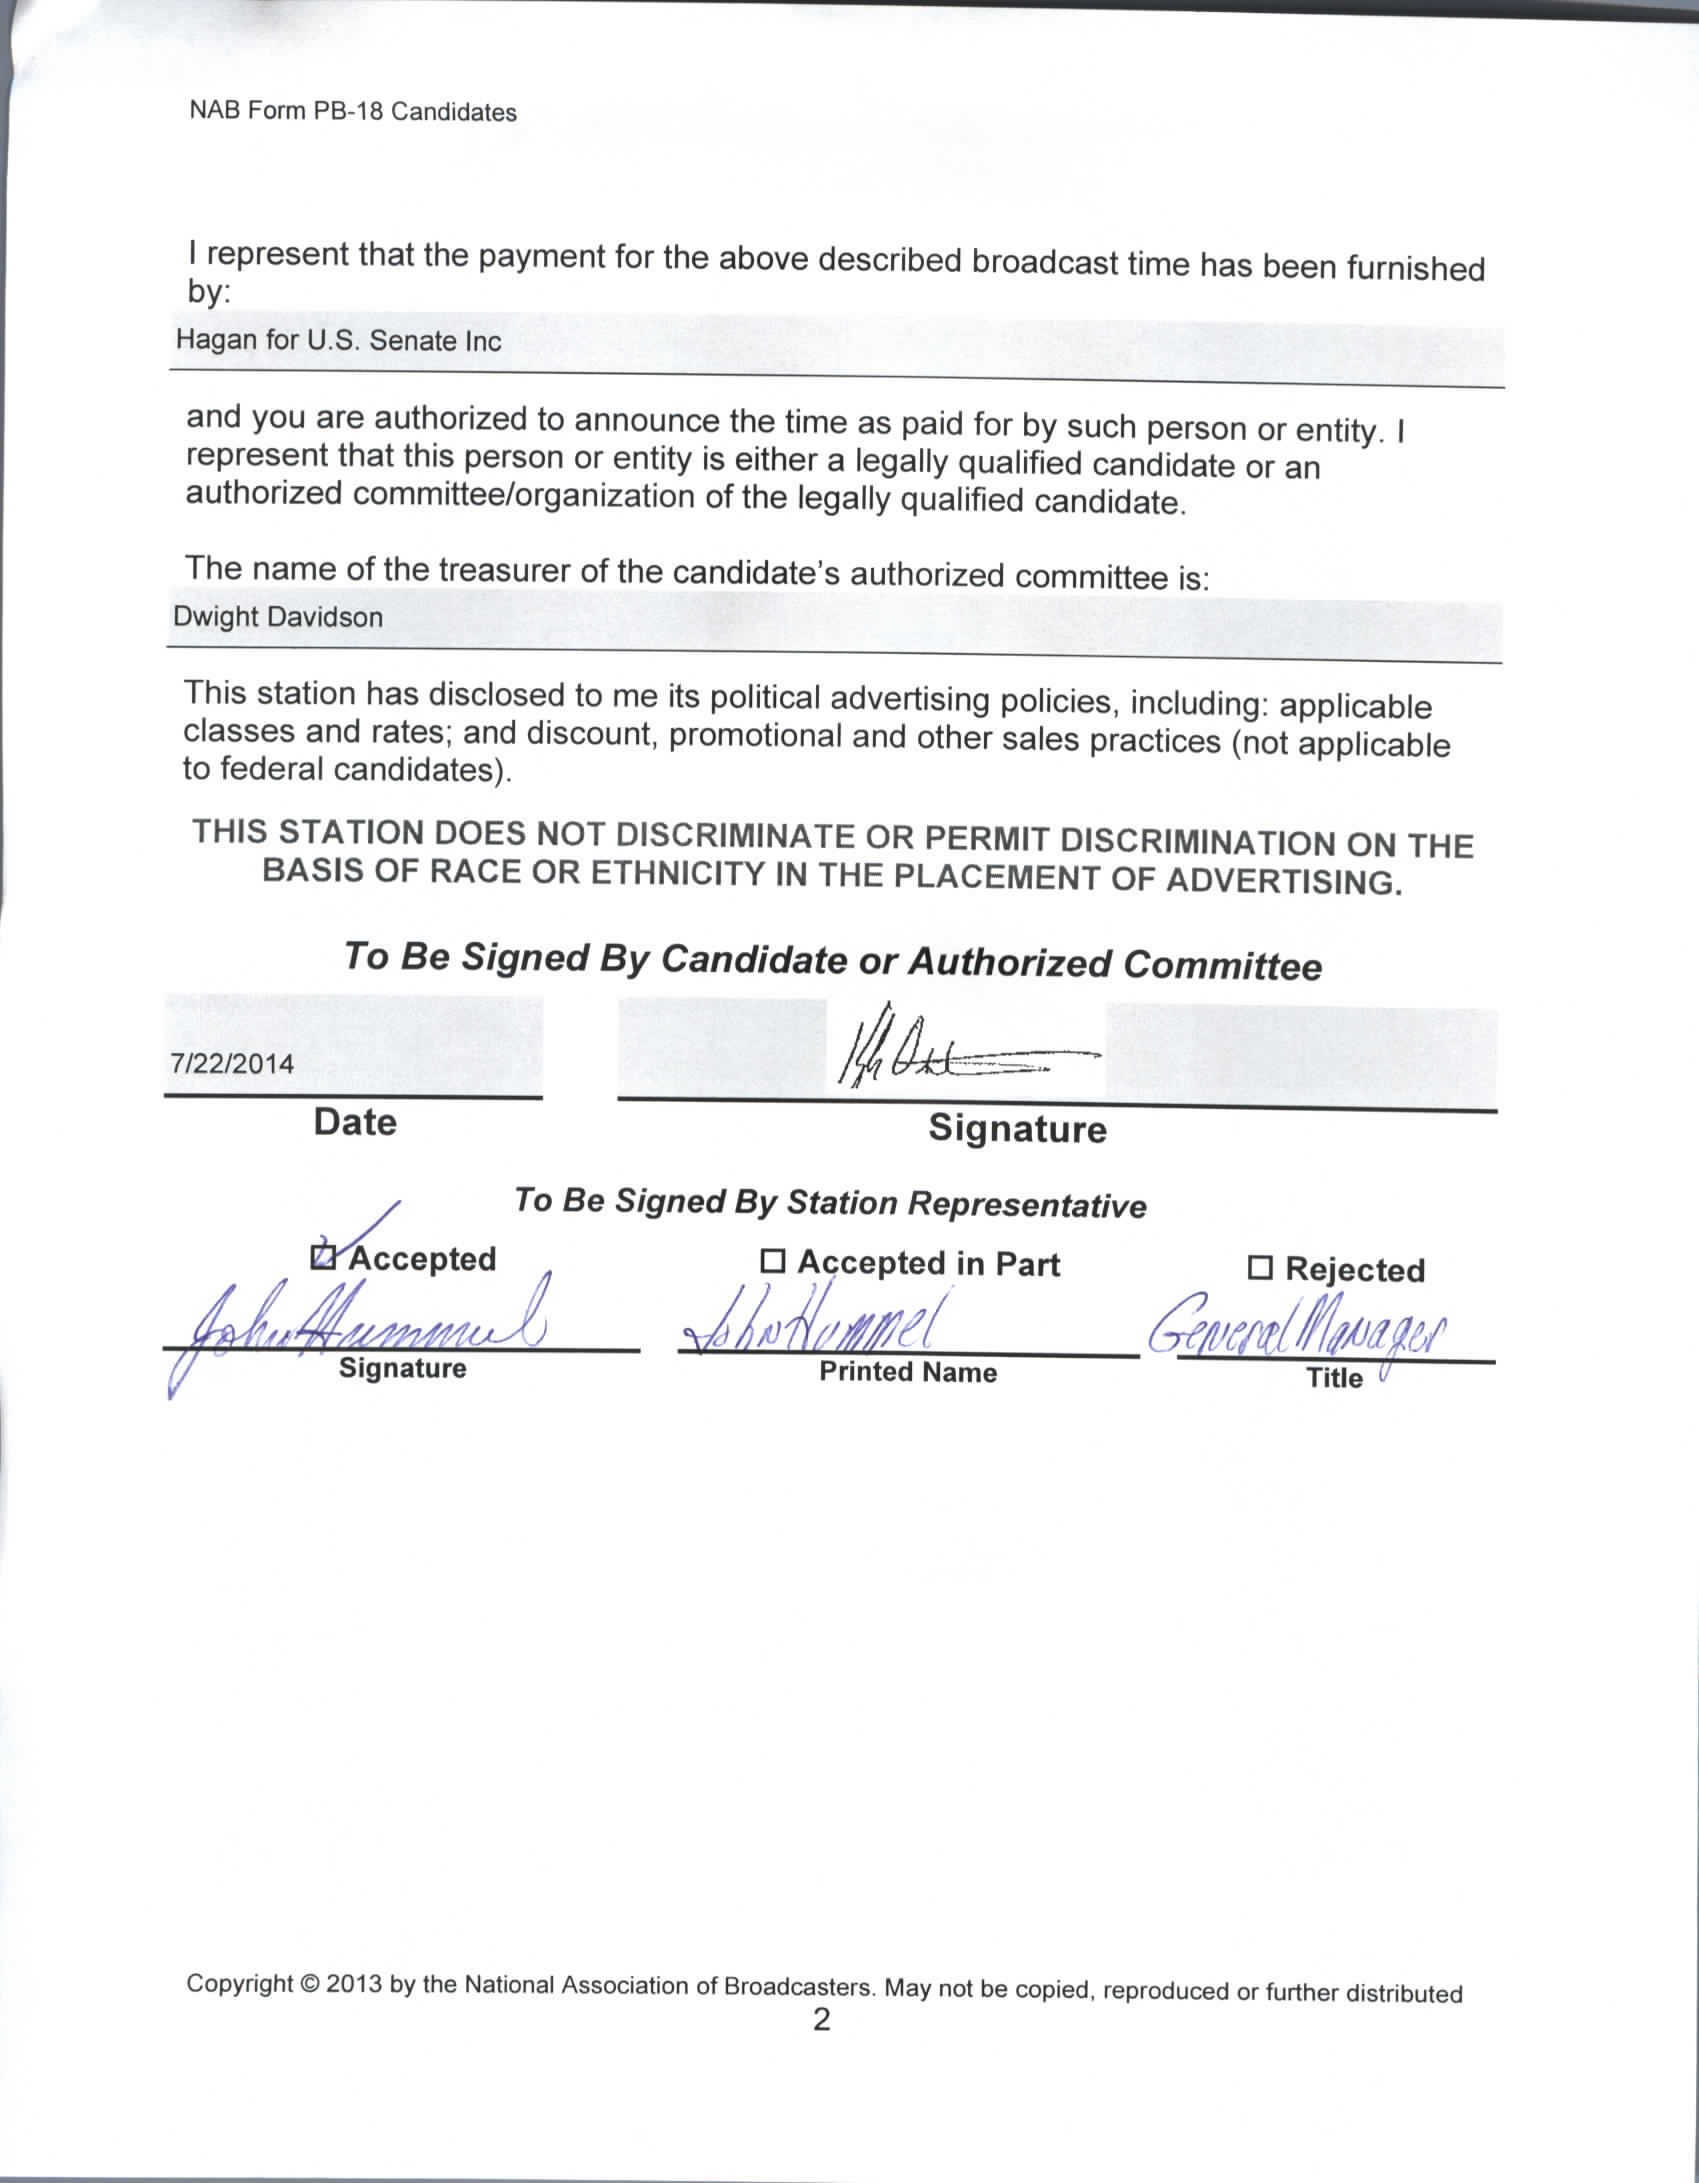 NAB Form PB-18 Candidates
I represent that the payment for the above described broadcast time has been furnished
by:
Hagan for U.S. Senate Inc
and you are authorized to announce the time as paid for by such person or entity. I
represent that this person or entity is either a legally qualified candidate or an
authorized committee/organization of the legally qualified candidate.
The name of the treasurer of the candidate's authorized committee is:
Dwight Davidson
This station has disclosed to me its political advertising policies, including: applicable
classes and rates; and discount, promotional and other sales practices (not applicable
to federal candidates).
THIS STATION DOES NOT DISCRIMINATE OR PERMIT DISCRIMINATION ON THE
BASIS OF RACE OR ETHNICITY IN THE PLACEMENT OF ADVERTISING.
To Be Signed By Candidate or Authorized Committee
7/22/2014
Date Signature
To Be Signed By Station Representative
☑ Accepted ☐ Accepted in Part ☐ Rejected
John Hummel John Hummel General Manager
Signature Printed Name Title
Copyright © 2013 by the National Association of Broadcasters. May not be copied, reproduced or further distributed
2